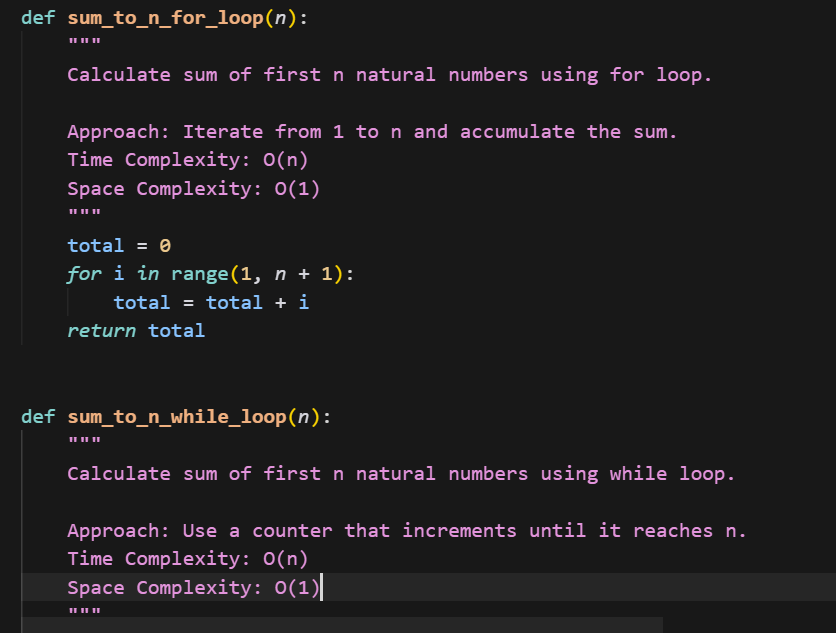 def sum_to_n_for_loop(n):
    """
    Calculate sum of first n natural numbers using for loop.

    Approach: Iterate from 1 to n and accumulate the sum.
    Time Complexity: O(n)
    Space Complexity: O(1)
    """
    total = 0
    for i in range(1, n + 1):
        total = total + i
    return total


def sum_to_n_while_loop(n):
    """
    Calculate sum of first n natural numbers using while loop.

    Approach: Use a counter that increments until it reaches n.
    Time Complexity: O(n)
    Space Complexity: O(1)
    """